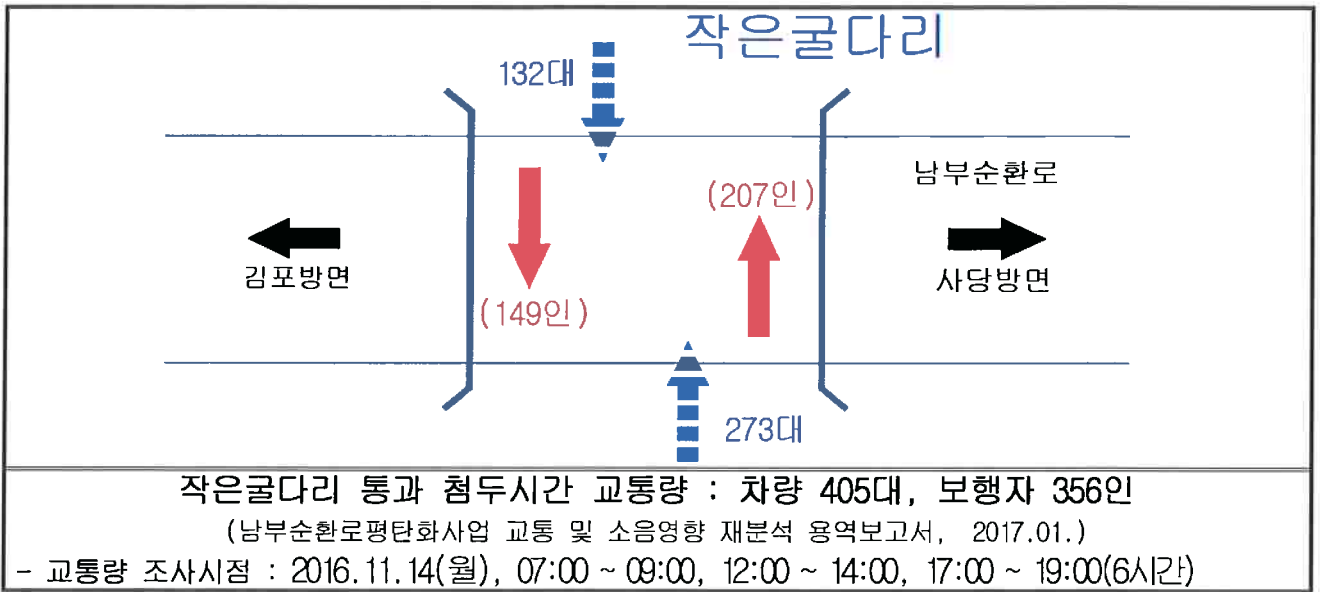 작은굴다리
132대
남부순환로
(207인)
김포방면
사당방면
(149인)
273대
작은굴다리 통과 첨두시간 교통량 : 차량 405대, 보행자 356인
(남부순환로평탄화사업 교통 및 소음영향 재분석 용역보고서, 2017.01.)
- 교통량 조사시점 : 2016.11.14(월), 07:00 ~ 09:00, 12:00 ~ 14:00, 17:00 ~ 19:00(6시간)